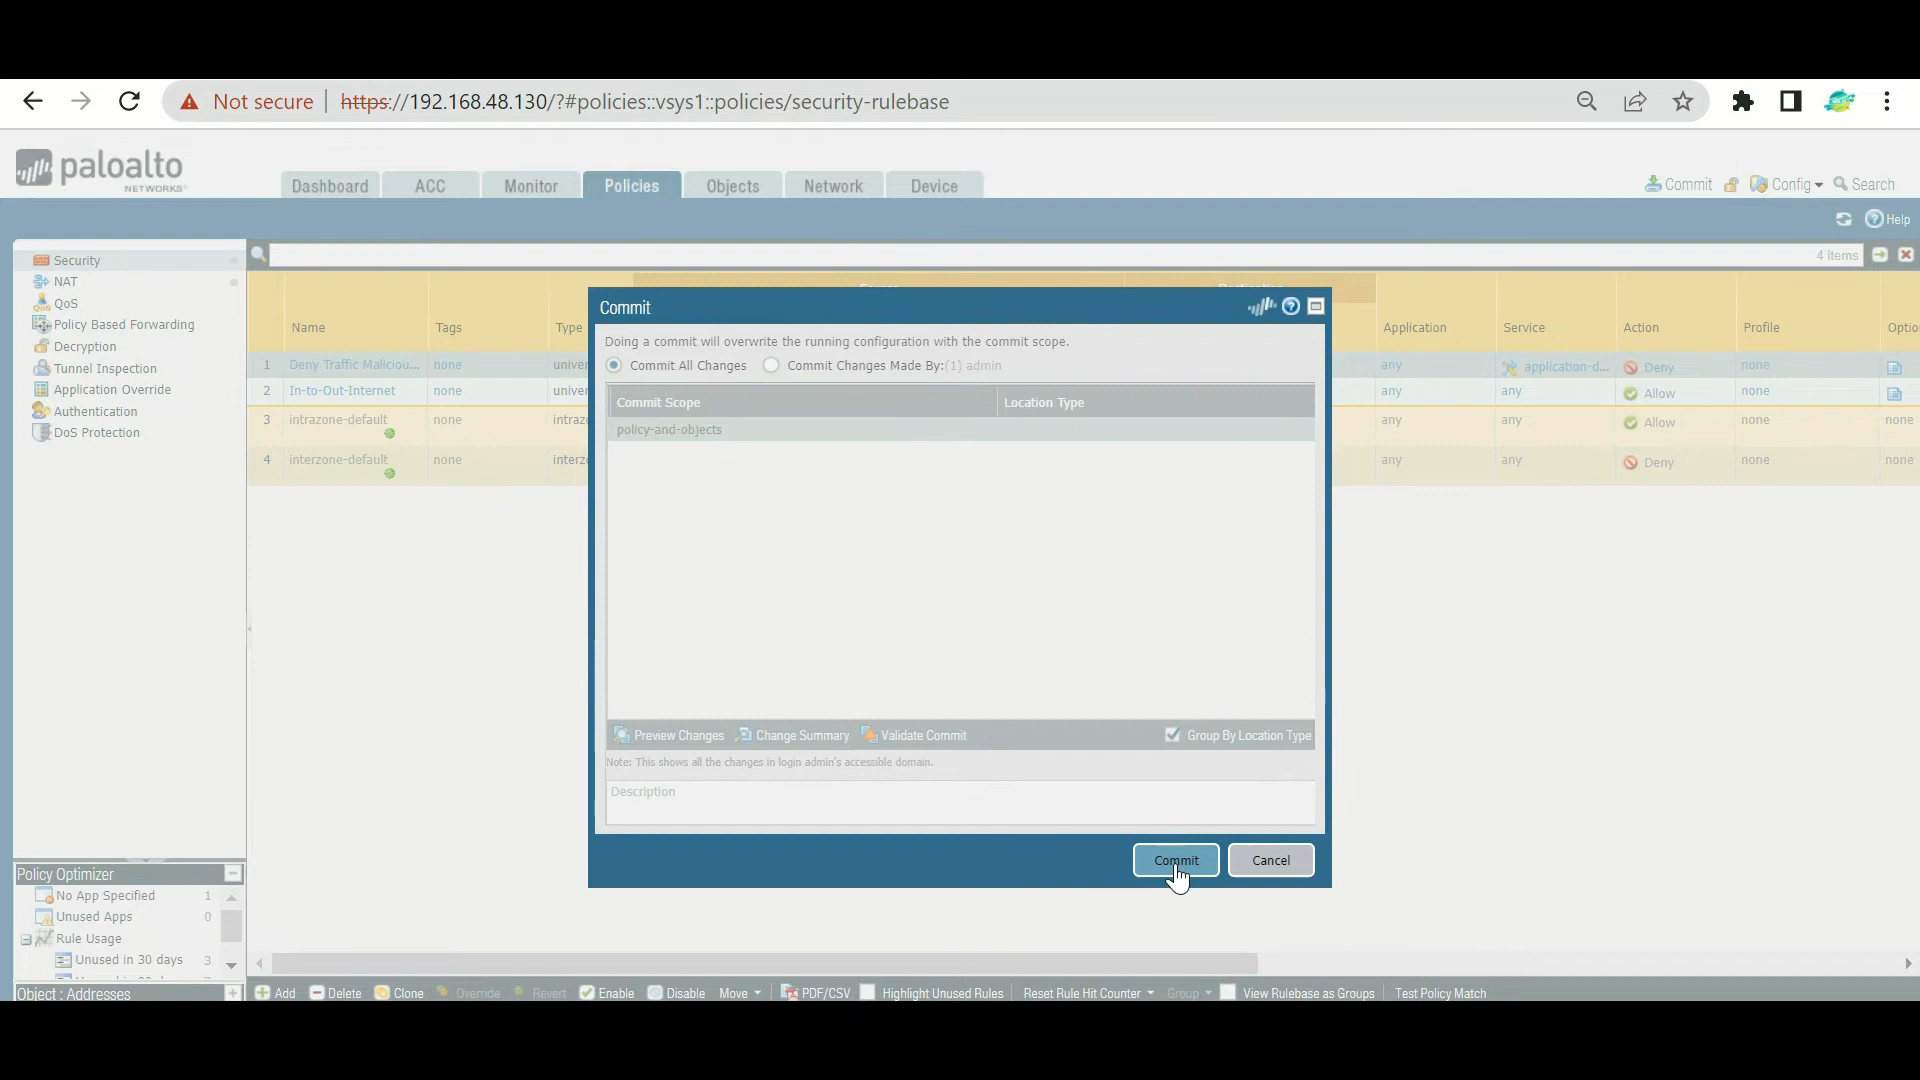 Not secure https://192.168.48.130/?#policies::vsys1::policies/security-rulebase
paloalto
NETWORKS
Dashboard ACC Monitor Policies Objects Network Device
Commit Config Search
Help
4 items
Security
NAT
QoS
Policy Based Forwarding
Decryption
Tunnel Inspection
Application Override
Authentication
DoS Protection
Name Tags Type Application Service Action Profile
1 Deny Traffic Maliciou... none any application-d... Deny none
2 In-to-Out-Internet none any any Allow none
3 intrazone-default none any any Allow none none
4 interzone-default none any any Deny none none
Commit
Doing a commit will overwrite the running configuration with the commit scope.
Commit All Changes Commit Changes Made By:(1) admin
Commit Scope Location Type
policy-and-objects
Preview Changes Change Summary Validate Commit Group By Location Type
Note: This shows all the changes in login admin's accessible domain.
Description
Commit Cancel
Policy Optimizer
No App Specified 1
Unused Apps 0
Rule Usage
Unused in 30 days 3
Object : Addresses
Add Delete Clone Override Revert Enable Disable Move PDF/CSV Highlight Unused Rules Reset Rule Hit Counter Group View Rulebase as Groups Test Policy Match